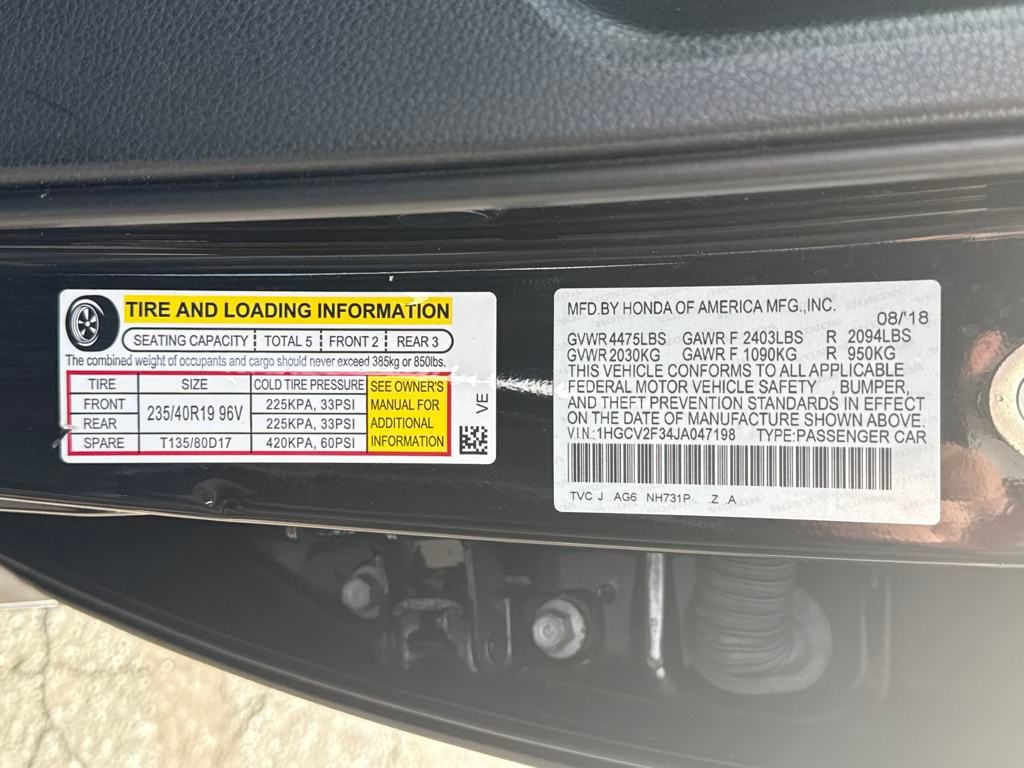 TIRE AND LOADING INFORMATION
SEATING CAPACITY TOTAL 5 FRONT 2 REAR 3
The combined weight of occupants and cargo should never exceed 385kg or 850lbs.
TIRE SIZE COLD TIRE PRESSURE
FRONT 235/40R19 96V 225KPA, 33PSI
REAR 225KPA, 33PSI
SPARE T135/80D17 420KPA, 60PSI
SEE OWNER'S
MANUAL FOR
ADDITIONAL
INFORMATION
VE
MFD.BY HONDA OF AMERICA MFG.,INC.
08/'18
GVWR 4475LBS GAWR F 2403LBS R 2094LBS
GVWR 2030KG GAWR F 1090KG R 950KG
THIS VEHICLE CONFORMS TO ALL APPLICABLE
FEDERAL MOTOR VEHICLE SAFETY , BUMPER,
AND THEFT PREVENTION STANDARDS IN EFFECT
ON THE DATE OF MANUFACTURE SHOWN ABOVE.
V.I.N.:1HGCV2F34JA047198 TYPE:PASSENGER CAR
TVC J AG6 NH731P Z .A